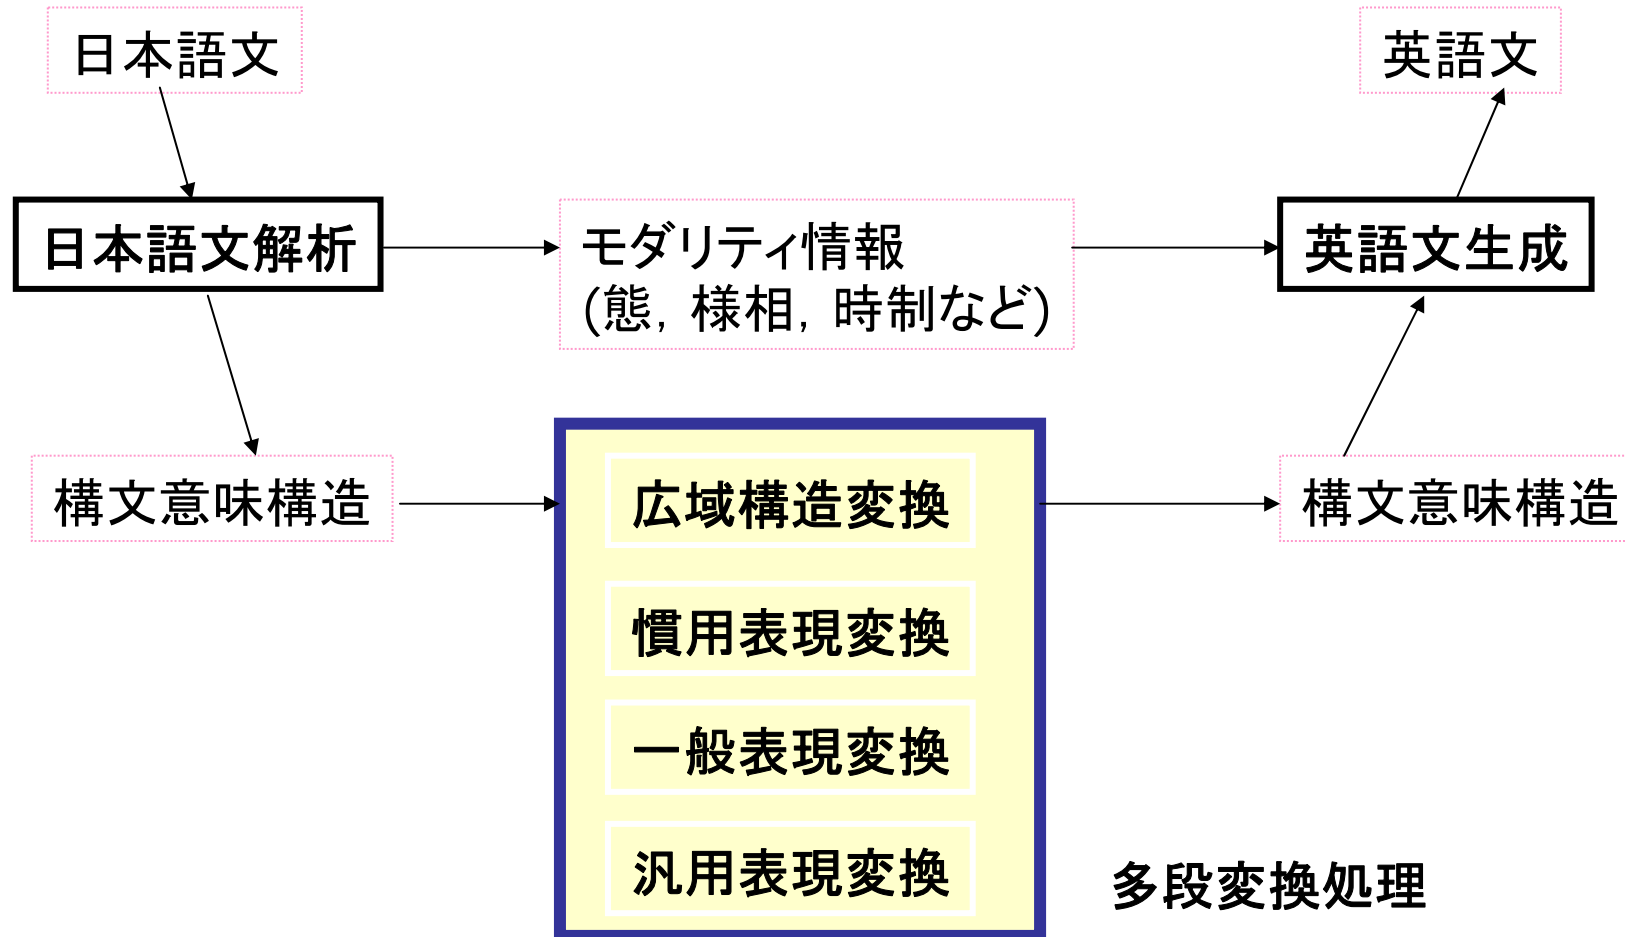 日本語文
英語文
日本語文解析
モダリティ情報
(態，様相，時制など)
英語文生成
構文意味構造
広域構造変換
構文意味構造
慣用表現変換
一般表現変換
汎用表現変換
多段変換処理